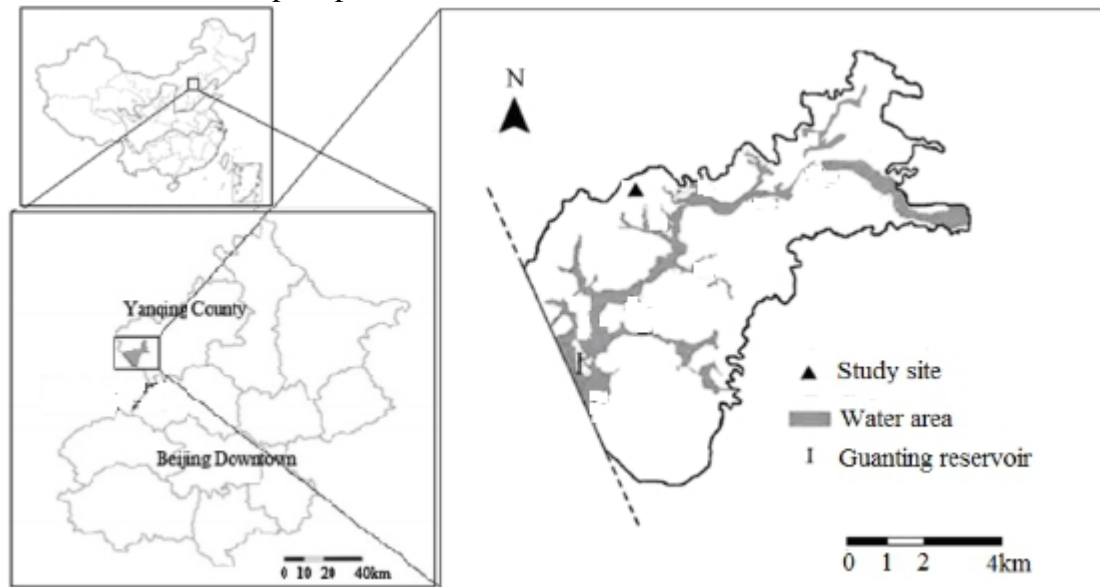 N
Yanqing County
Beijing Downtown
0 10 20 40km
I
Study site
Water area
I Guanting reservoir
0 1 2 4km